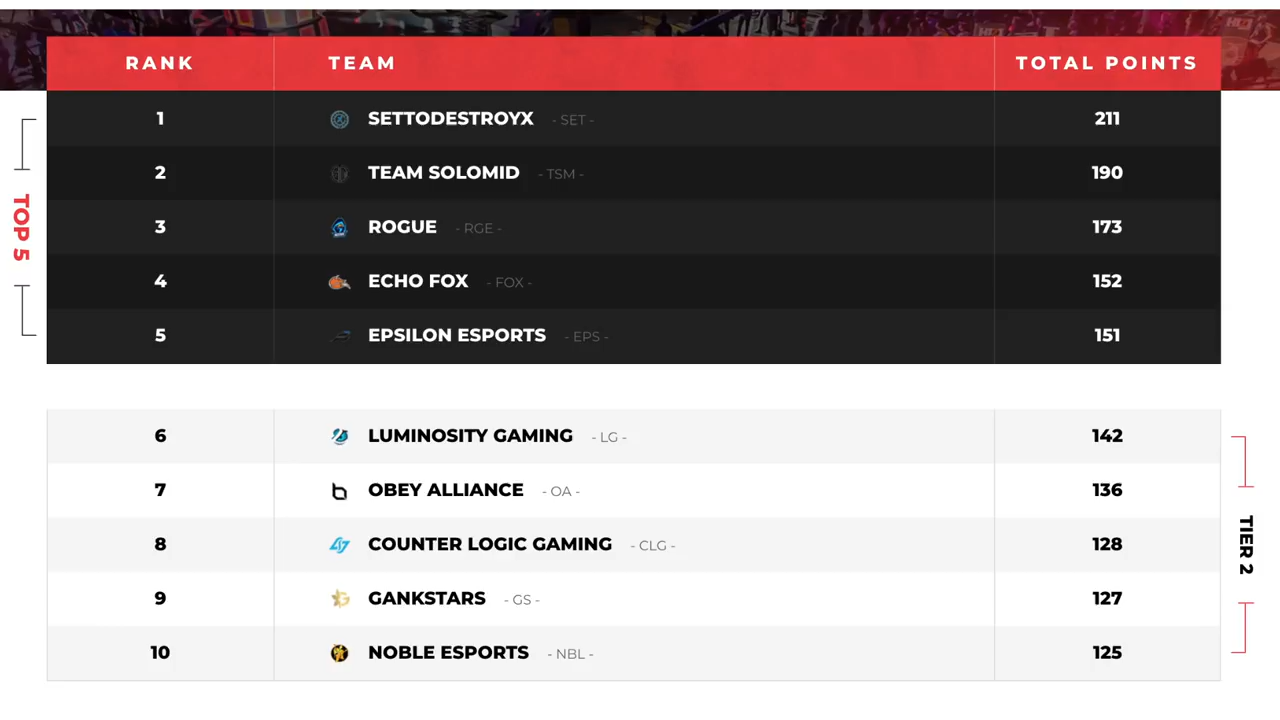 RANK TEAM TOTAL POINTS
1 SETTODESTROYX - SET - 211
2 TEAM SOLOMID - TSM - 190
3 ROGUE - RGE - 173
4 ECHO FOX - FOX - 152
5 EPSILON ESPORTS - EPS - 151
TOP 5
6 LUMINOSITY GAMING - LG - 142
7 OBEY ALLIANCE - OA - 136
8 COUNTER LOGIC GAMING - CLG - 128
9 GANKSTARS - GS - 127
10 NOBLE ESPORTS - NBL - 125
TIER 2